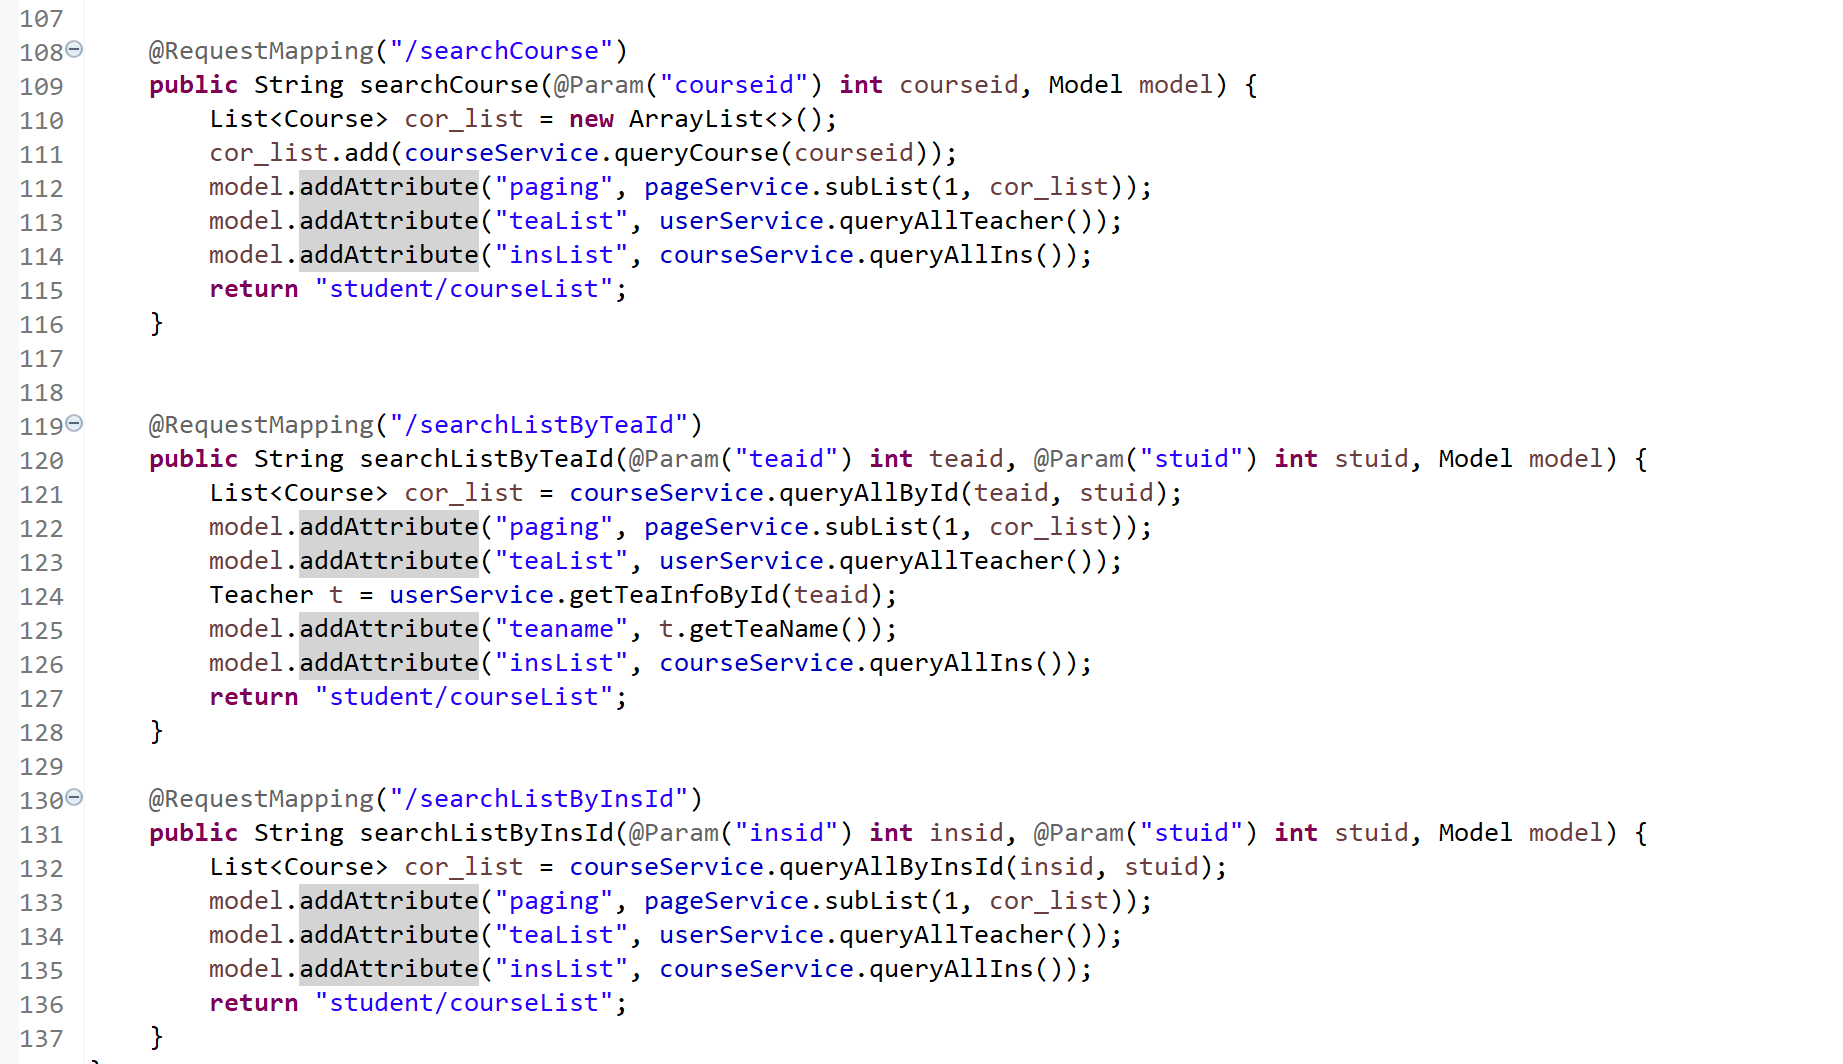 107
108 @RequestMapping("/searchCourse")
109 public String searchCourse(@Param("courseid") int courseid, Model model) {
110 List<Course> cor_list = new ArrayList<>();
111 cor_list.add(courseService.queryCourse(courseid));
112 model.addAttribute("paging", pageService.subList(1, cor_list));
113 model.addAttribute("teaList", userService.queryAllTeacher());
114 model.addAttribute("insList", courseService.queryAllIns());
115 return "student/courseList";
116 }
117
118
119 @RequestMapping("/searchListByTeaId")
120 public String searchListByTeaId(@Param("teaid") int teaid, @Param("stuid") int stuid, Model model) {
121 List<Course> cor_list = courseService.queryAllById(teaid, stuid);
122 model.addAttribute("paging", pageService.subList(1, cor_list));
123 model.addAttribute("teaList", userService.queryAllTeacher());
124 Teacher t = userService.getTeaInfoById(teaid);
125 model.addAttribute("teaname", t.getTeaName());
126 model.addAttribute("insList", courseService.queryAllIns());
127 return "student/courseList";
128 }
129
130 @RequestMapping("/searchListByInsId")
131 public String searchListByInsId(@Param("insid") int insid, @Param("stuid") int stuid, Model model) {
132 List<Course> cor_list = courseService.queryAllByInsId(insid, stuid);
133 model.addAttribute("paging", pageService.subList(1, cor_list));
134 model.addAttribute("teaList", userService.queryAllTeacher());
135 model.addAttribute("insList", courseService.queryAllIns());
136 return "student/courseList";
137 }